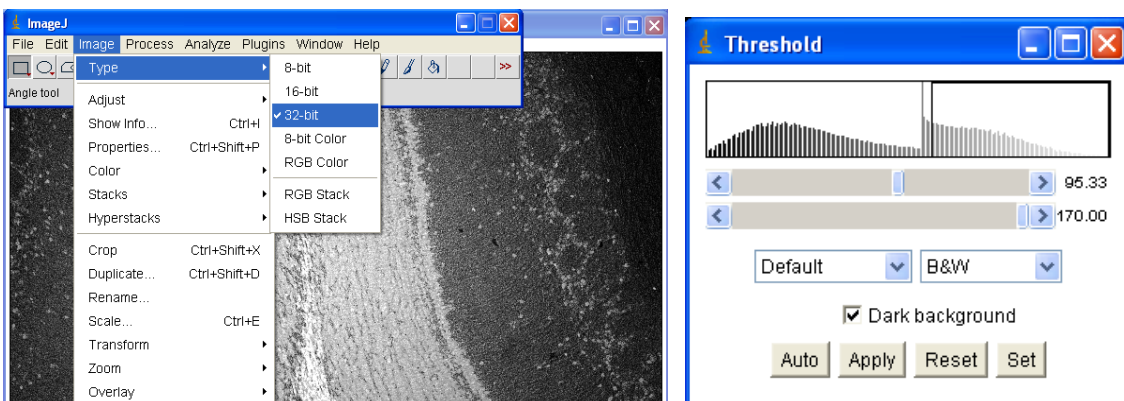 ImageJ
File Edit Image Process Analyze Plugins Window Help
>>
Angle tool
Type
Adjust
Show Info... Ctrl+I
Properties... Ctrl+Shift+P
Color
Stacks
Hyperstacks
Crop Ctrl+Shift+X
Duplicate... Ctrl+Shift+D
Rename...
Scale... Ctrl+E
Transform
Zoom
Overlay
8-bit
16-bit
32-bit
8-bit Color
RGB Color
RGB Stack
HSB Stack
Threshold
95.33
170.00
Default B&W
Dark background
Auto Apply Reset Set